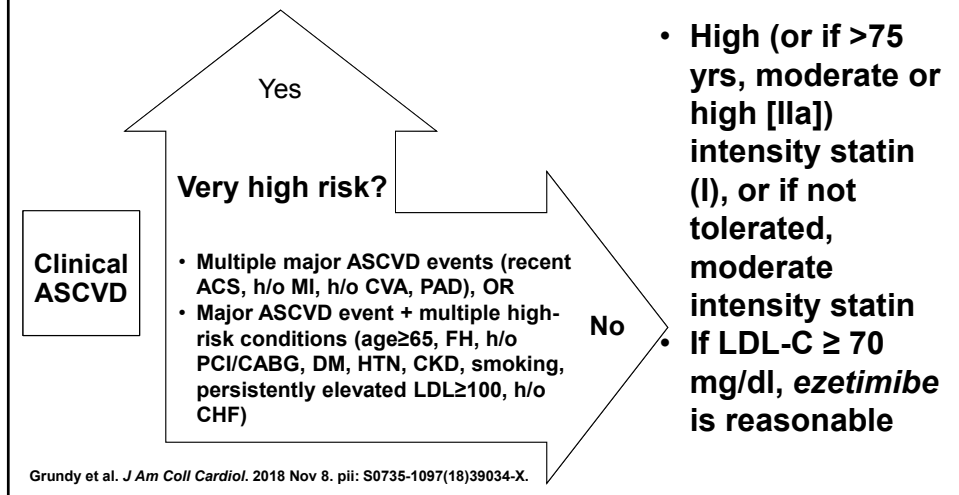 Yes
Very high risk?
Clinical
ASCVD
• Multiple major ASCVD events (recent
ACS, h/o MI, h/o CVA, PAD), OR
• Major ASCVD event + multiple high-
risk conditions (age≥65, FH, h/o
PCI/CABG, DM, HTN, CKD, smoking,
persistently elevated LDL≥100, h/o
CHF)
No
• High (or if >75
yrs, moderate or
high [IIa])
intensity statin
(I), or if not
tolerated,
moderate
intensity statin
• If LDL-C ≥ 70
mg/dl, ezetimibe
is reasonable
Grundy et al. J Am Coll Cardiol. 2018 Nov 8. pii: S0735-1097(18)39034-X.